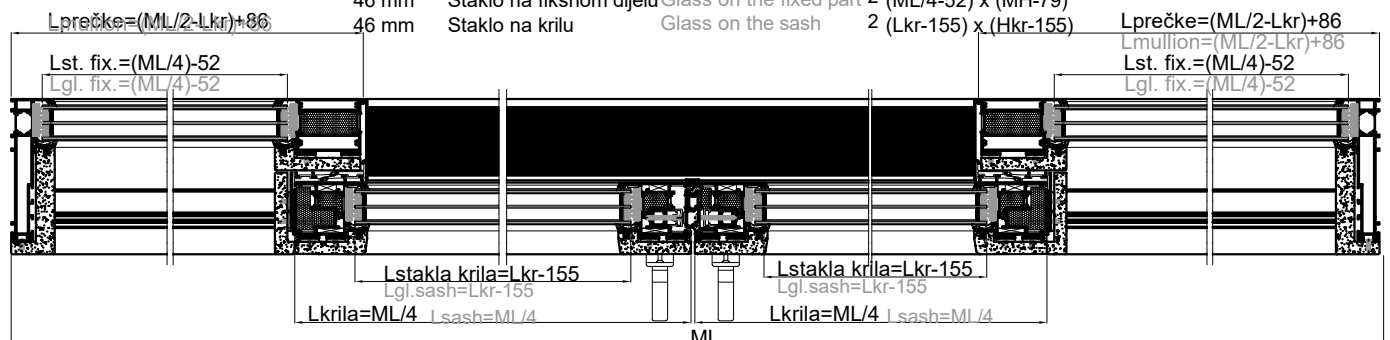 46 mm Staklo na fiksnom dijelu Glass on the fixed part 2 (ML/4-52) x (MH-79)
46 mm Staklo na krilu Glass on the sash 2 (Lkr-155) x (Hkr-155)
Lprečke=(ML/2-Lkr)+86
Lmullion=(ML/2-Lkr)+86
Lst. fix.=(ML/4)-52
Lgl. fix.=(ML/4)-52
Lprečke=(ML/2-Lkr)+86
Lmullion=(ML/2-Lkr)+86
Lst. fix.=(ML/4)-52
Lgl. fix.=(ML/4)-52
Lstakla krila=Lkr-155
Lgl.sash=Lkr-155
Lstakla krila=Lkr-155
Lgl.sash=Lkr-155
Lkrila=ML/4 Lsash=ML/4
Lkrila=ML/4 Lsash=ML/4
ML